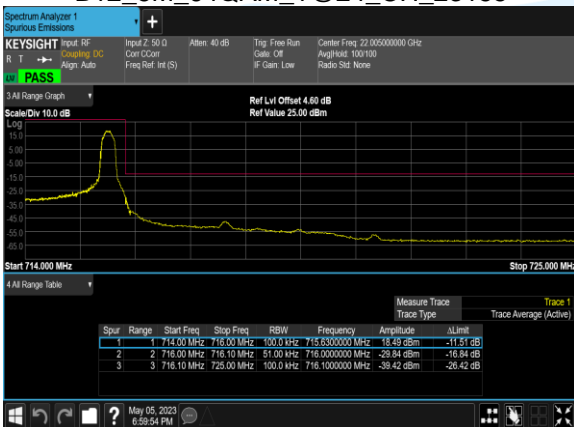 Spectrum Analyzer 1
Spurious Emissions
+
KEYSIGHT
R T
Input: RF
Coupling: DC
Align: Auto
Input Z: 50 Ω
Corr CCorr
Freq Ref: Int (S)
Atten: 40 dB
Trig: Free Run
Gate: Off
IF Gain: Low
Center Freq: 22.005000000 GHz
Avg|Hold: 100/100
Radio Std: None
LW PASS
3 All Range Graph
Scale/Div 10.0 dB
Ref Lvl Offset 4.60 dB
Ref Value 25.00 dBm
Log
15.0
5.00
-5.00
-15.0
-25.0
-35.0
-45.0
-55.0
-65.0
Start 714.000 MHz
Stop 725.000 MHz
4 All Range Table
Measure Trace Trace 1
Trace Type Trace Average (Active)
Spur Range Start Freq Stop Freq RBW Frequency Amplitude ΔLimit
1 1 714.00 MHz 716.00 MHz 100.0 kHz 715.6300000 MHz 18.49 dBm -11.51 dB
2 2 716.00 MHz 716.10 MHz 51.00 kHz 716.0000000 MHz -29.84 dBm -16.84 dB
3 3 716.10 MHz 725.00 MHz 100.0 kHz 716.1000000 MHz -39.42 dBm -26.42 dB
?
May 05, 2023
6:59:54 PM